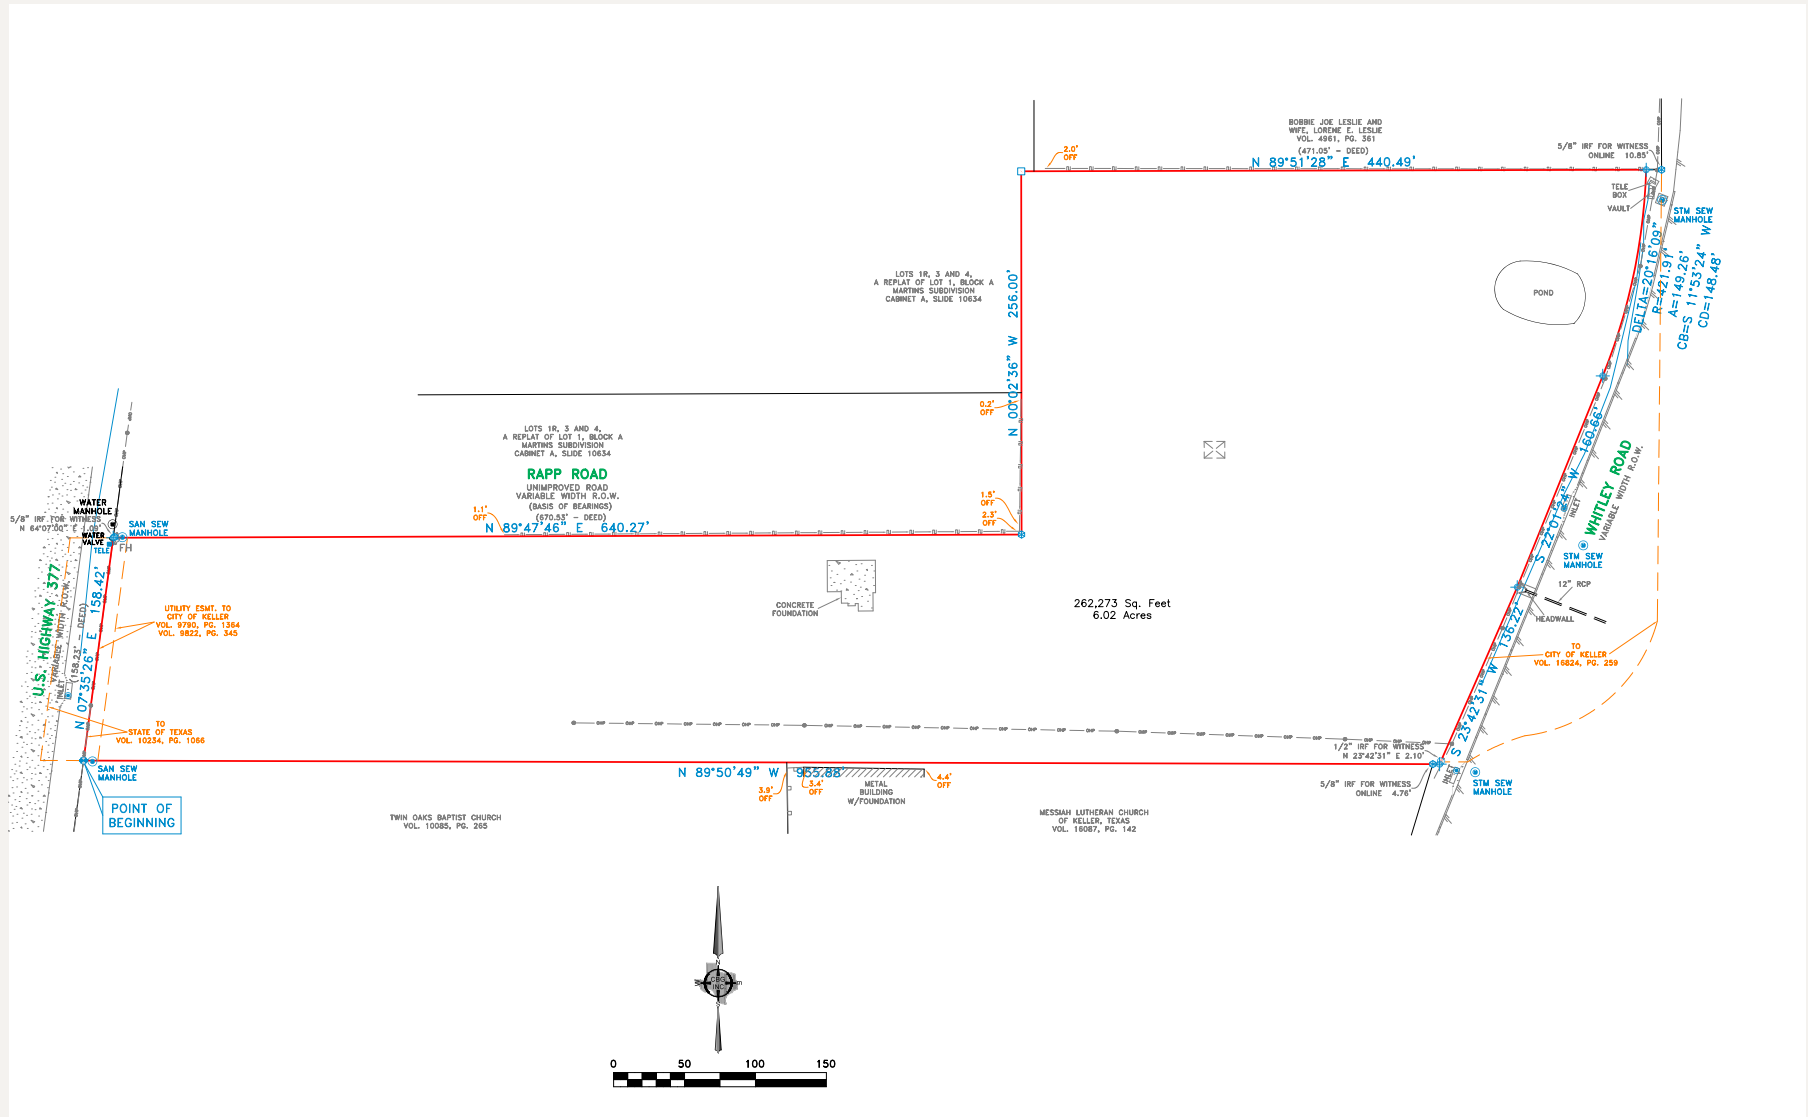 BOBBIE JOE LESLIE AND
WIFE, LORENE E. LESLIE
VOL. 4961, PG. 361
(471.05' - DEED)
N 89°51'28" E 440.49'
2.0'
OFF
5/8" IRF FOR WITNESS
ONLINE 10.85'
TELE
BOX
VAULT
STM SEW
MANHOLE
DELTA=20°16'09"
R=421.91'
A=149.26'
CB=S 11°53'24" W
CD=148.48'
POND
LOTS 1R, 3 AND 4,
A REPLAT OF LOT 1, BLOCK A
MARTINS SUBDIVISION
CABINET A, SLIDE 10634
N 00°02'36" W 256.00'
0.2'
OFF
1.5'
OFF
2.3'
OFF
LOTS 1R, 3 AND 4,
A REPLAT OF LOT 1, BLOCK A
MARTINS SUBDIVISION
CABINET A, SLIDE 10634
RAPP ROAD
UNIMPROVED ROAD
VARIABLE WIDTH R.O.W.
(BASIS OF BEARINGS)
(670.53' - DEED)
N 89°47'46" E 640.27'
1.1'
OFF
WATER
MANHOLE
5/8" IRF FOR WITNESS
N 64°07'00" E 1.09'
WATER
VALVE
TELE
SAN SEW
MANHOLE
FH
U.S. HIGHWAY 377
VARIABLE WIDTH R.O.W.
INLET
(158.23' - DEED)
N 07°35'26" E 158.42'
UTILITY ESMT. TO
CITY OF KELLER
VOL. 9790, PG. 1364
VOL. 9822, PG. 345
TO
STATE OF TEXAS
VOL. 10234, PG. 1066
SAN SEW
MANHOLE
POINT OF
BEGINNING
CONCRETE
FOUNDATION
262,273 Sq. Feet
6.02 Acres
S 22°01'24" W 160.66'
INLET
WHITLEY ROAD
VARIABLE WIDTH R.O.W.
STM SEW
MANHOLE
12" RCP
HEADWALL
S 23°42'31" W 136.22'
TO
CITY OF KELLER
VOL. 16824, PG. 259
OHP OHP OHP OHP OHP OHP OHP
1/2" IRF FOR WITNESS
N 23°42'31" E 2.10'
5/8" IRF FOR WITNESS
ONLINE 4.76'
INLET
STM SEW
MANHOLE
N 89°50'49" W 955.88'
3.9'
OFF
3.4'
OFF
4.4'
OFF
METAL
BUILDING
W/FOUNDATION
TWIN OAKS BAPTIST CHURCH
VOL. 10085, PG. 265
MESSIAH LUTHERAN CHURCH
OF KELLER, TEXAS
VOL. 16087, PG. 142
N
W CBG E
INC
S
0 50 100 150